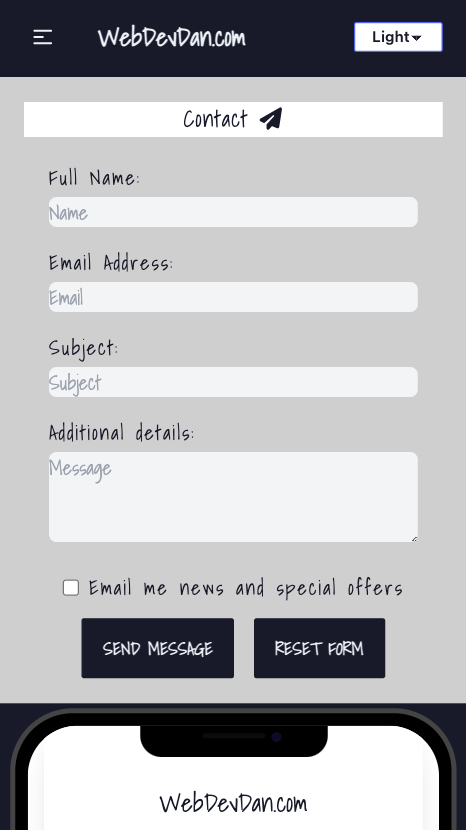 WebDevDan.com
Light
Contact
Full Name:
Name
Email Address:
Email
Subject:
Subject
Additional details:
Message
Email me news and special offers
SEND MESSAGE
RESET FORM
WebDevDan.com